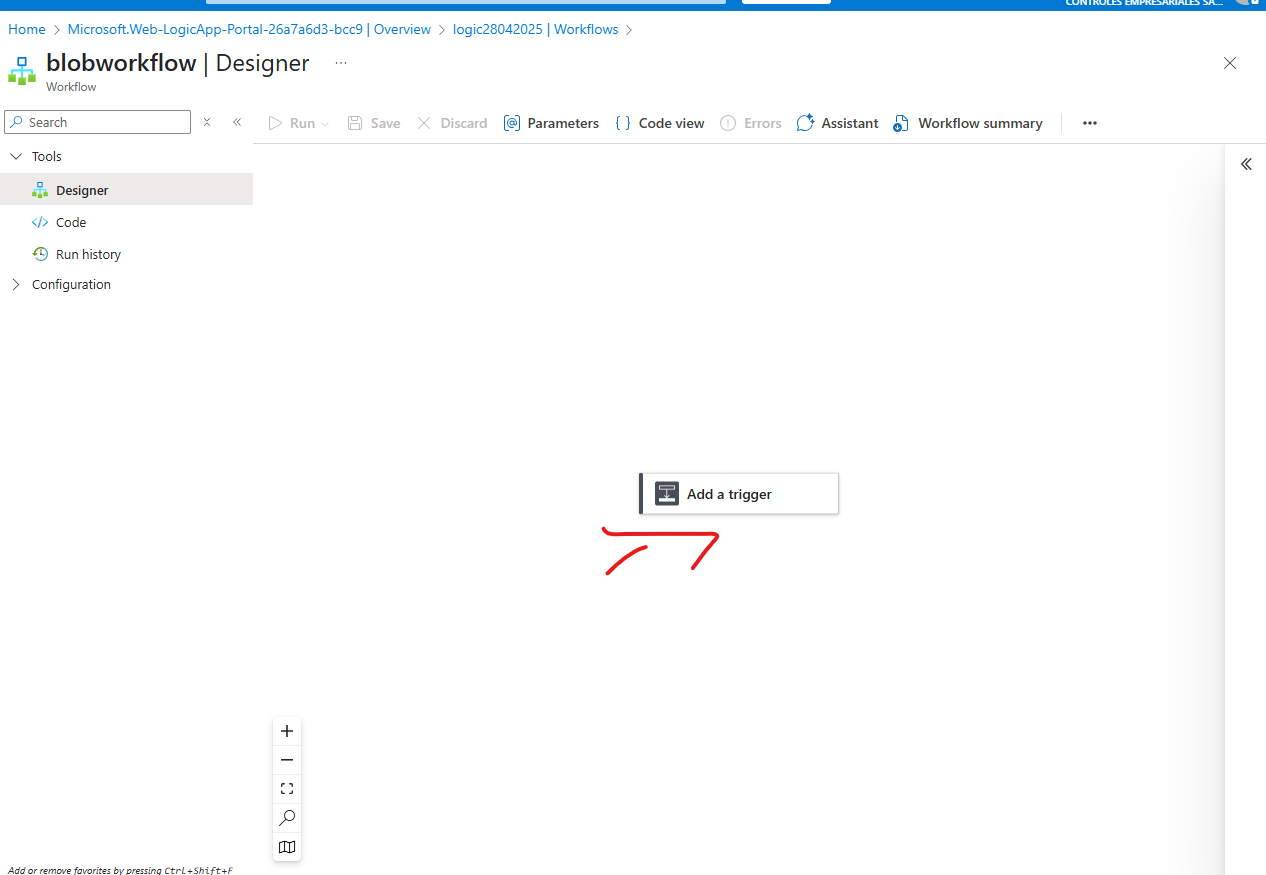 CONTROLES EMPRESARIALES SA...
Home > Microsoft.Web-LogicApp-Portal-26a7a6d3-bcc9 | Overview > logic28042025 | Workflows >
blobworkflow | Designer ...
Workflow
Search
Run Save Discard Parameters Code view Errors Assistant Workflow summary ...
Tools
Designer
Code
Run history
Configuration
Add a trigger
Add or remove favorites by pressing Ctrl+Shift+F